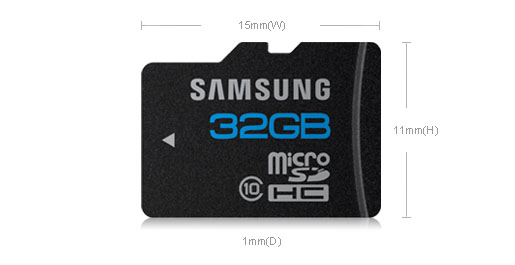 15mm(W)
SAMSUNG
32GB
11mm(H)
micro
SD
10
HC
1mm(D)